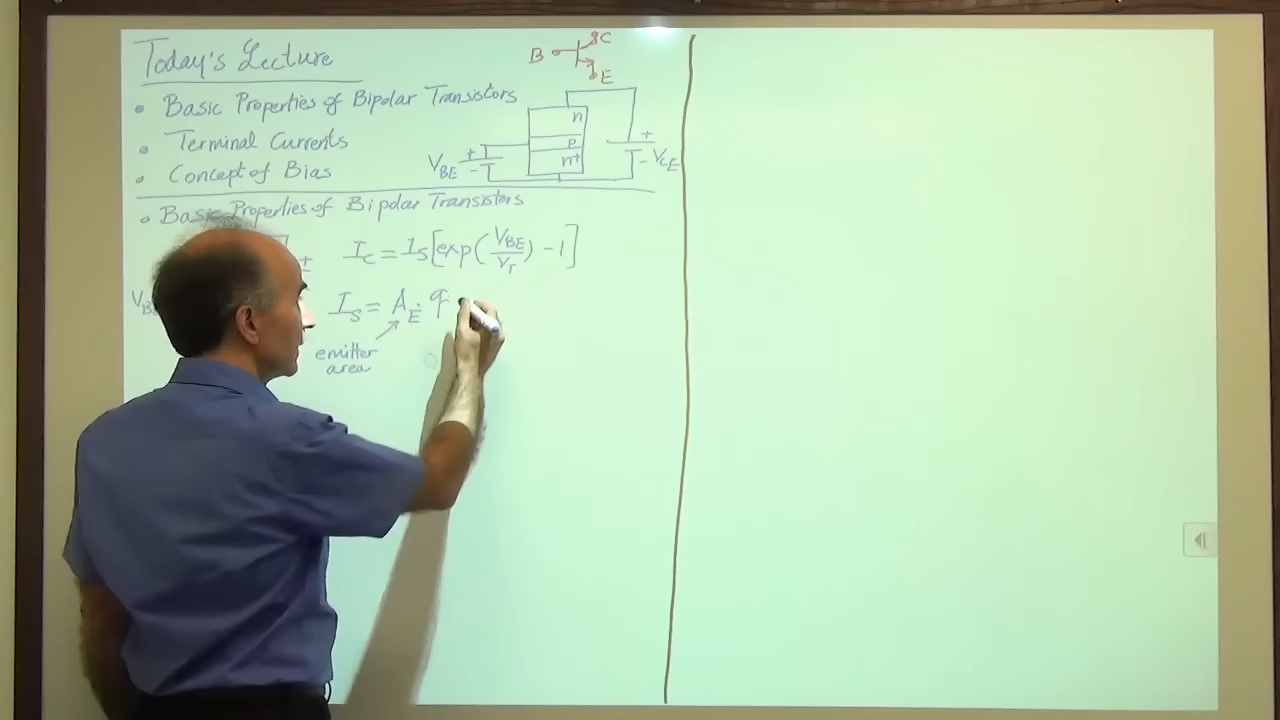 Today's Lecture
B
C
E
• Basic Properties of Bipolar Transistors
• Terminal Currents
• Concept of Bias
n
p
n+
V_BE
+
-
+
- V_CE
• Basic Properties of Bipolar Transistors
I_C = I_S[exp(V_BE/V_T) - 1]
+
V_BE
I_S = A_E q
emitter
area